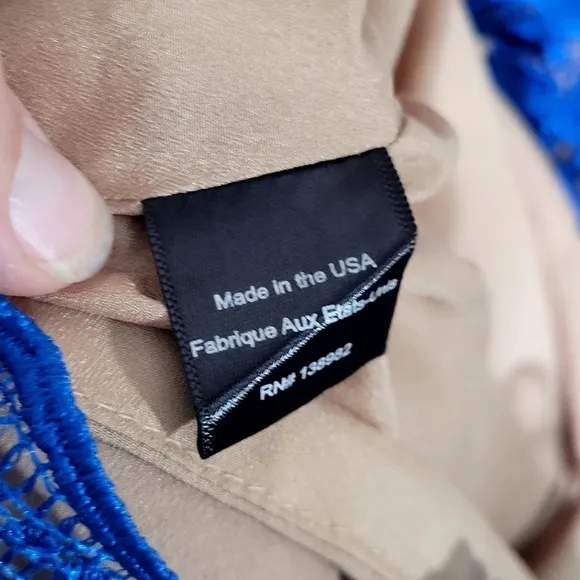 Made in the USA
Fabrique Aux Etats-Unis
RN# 138992